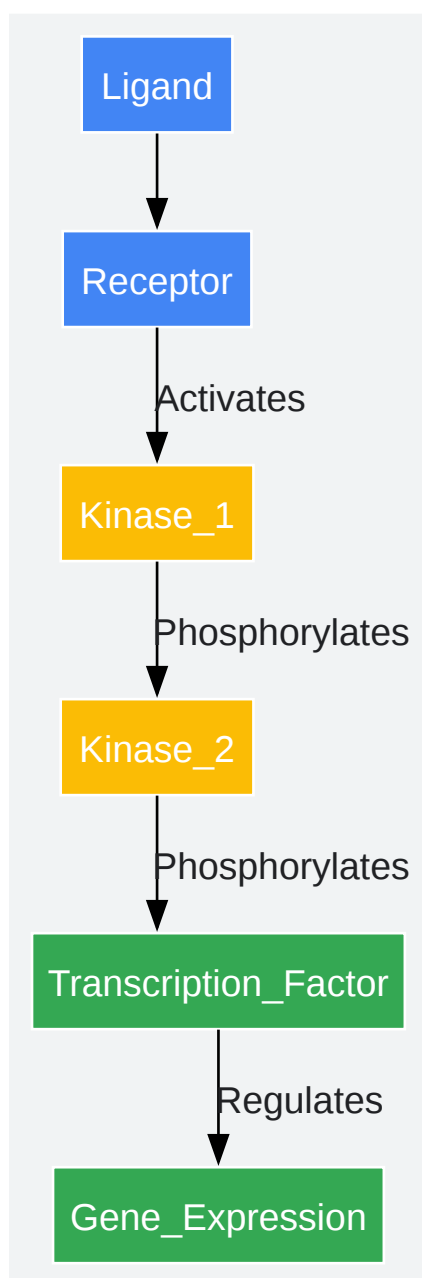 Ligand
Receptor
Activates
Kinase_1
Phosphorylates
Kinase_2
Phosphorylates
Transcription_Factor
Regulates
Gene_Expression